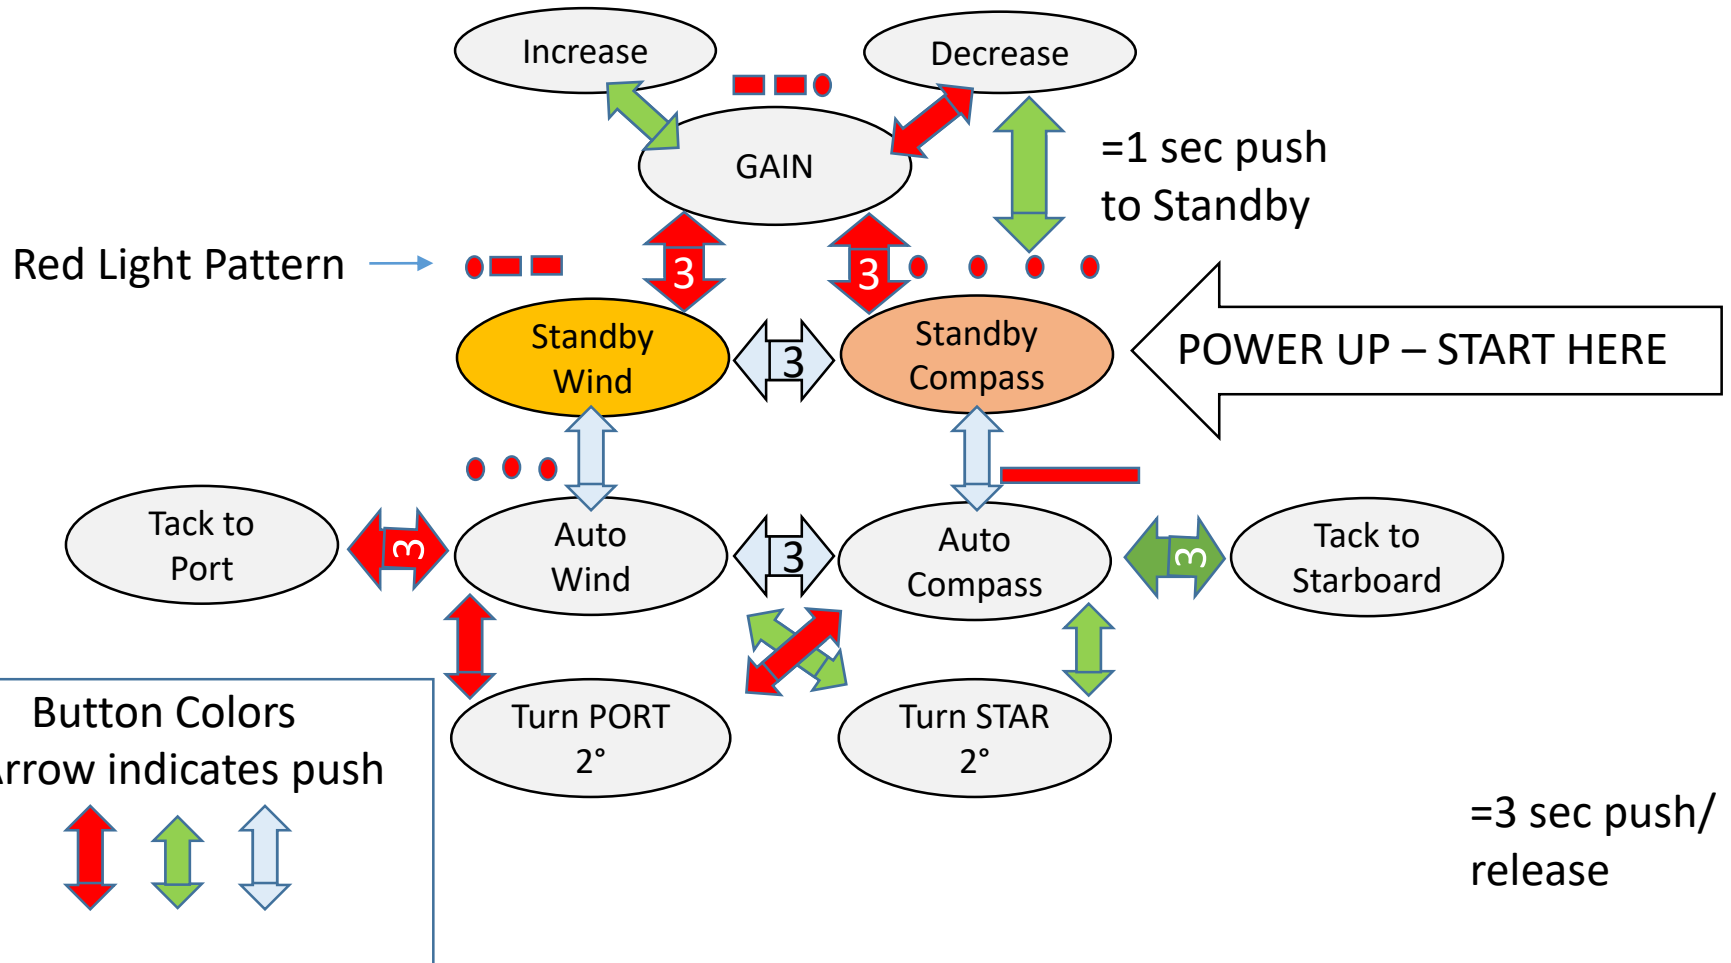 Increase
Decrease
GAIN
=1 sec push
to Standby
Red Light Pattern
3
3
Standby
Wind
3
Standby
Compass
POWER UP – START HERE
Tack to
Port
3
Auto
Wind
3
Auto
Compass
3
Tack to
Starboard
Turn PORT
2°
Turn STAR
2°
Button Colors
Arrow indicates push
=3 sec push/
release